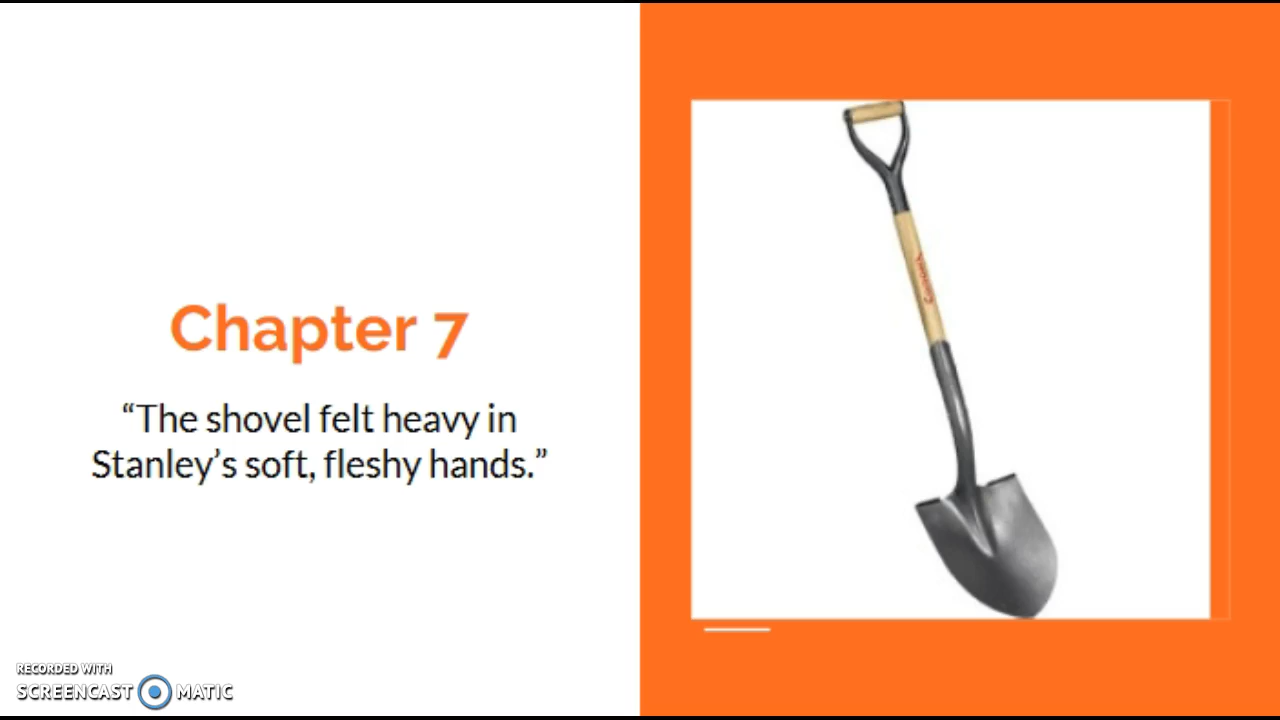 Chapter 7
“The shovel felt heavy in
Stanley’s soft, fleshy hands.”
RECORDED WITH
SCREENCAST MATIC